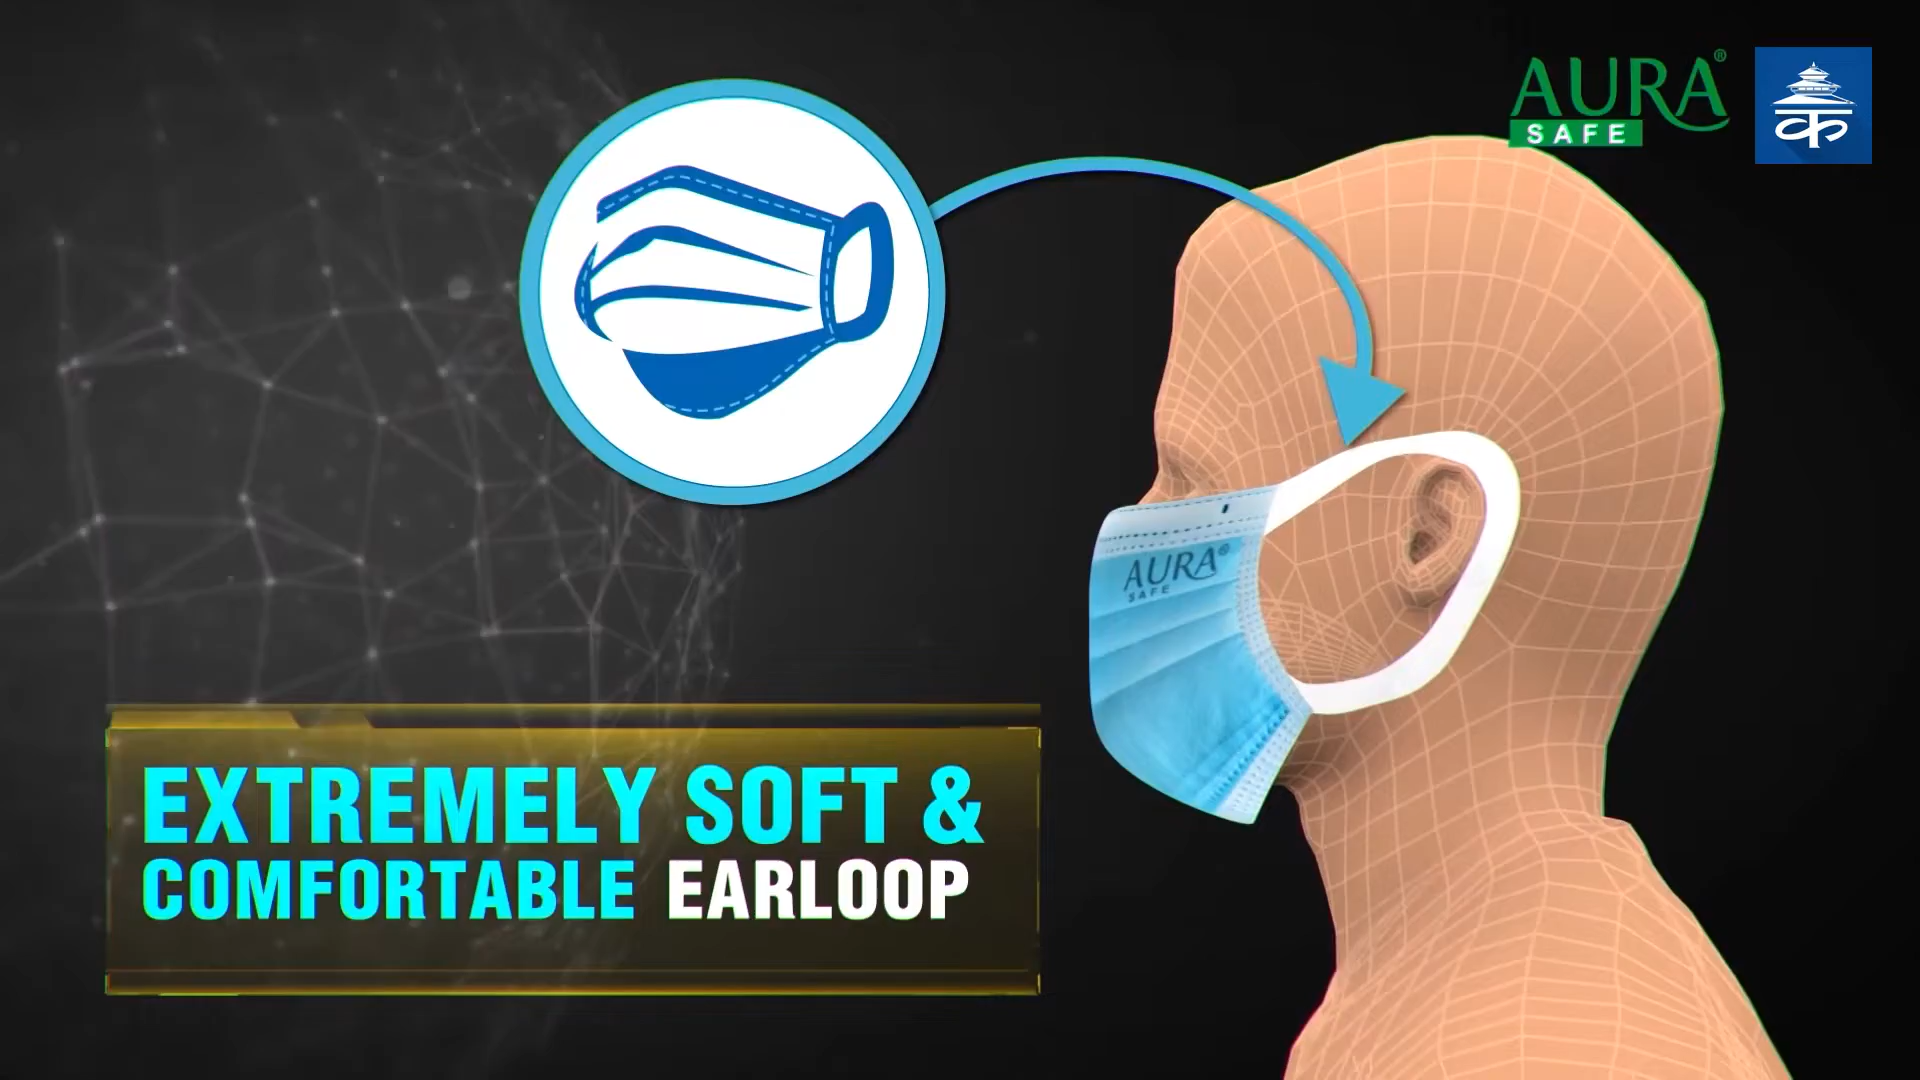 AURA®
SAFE
क
AURA®
SAFE
EXTREMELY SOFT &
COMFORTABLE EARLOOP